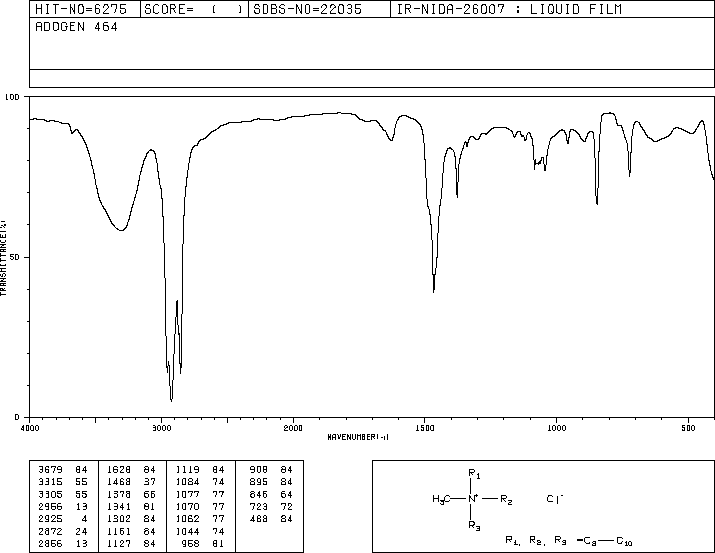 HIT-NO=6275 SCORE= ( ) SDBS-NO=22035 IR-NIDA-26007 : LIQUID FILM
ADOGEN 464
100
TRANSMITTANCE(%)
50
0
4000 3000 2000 1500 1000 500
WAVENUMBER(-1)
3679 84 1628 84 1119 84 908 84
3315 55 1468 37 1084 74 895 84
3305 55 1378 66 1077 77 846 64
2956 13 1341 81 1070 77 723 72
2925 4 1302 84 1062 77 488 84
2872 24 1161 84 1044 74
2856 13 1127 84 958 81
R1
H3C N+ R2 Cl-
R3
R1, R2, R3 =C8—C10